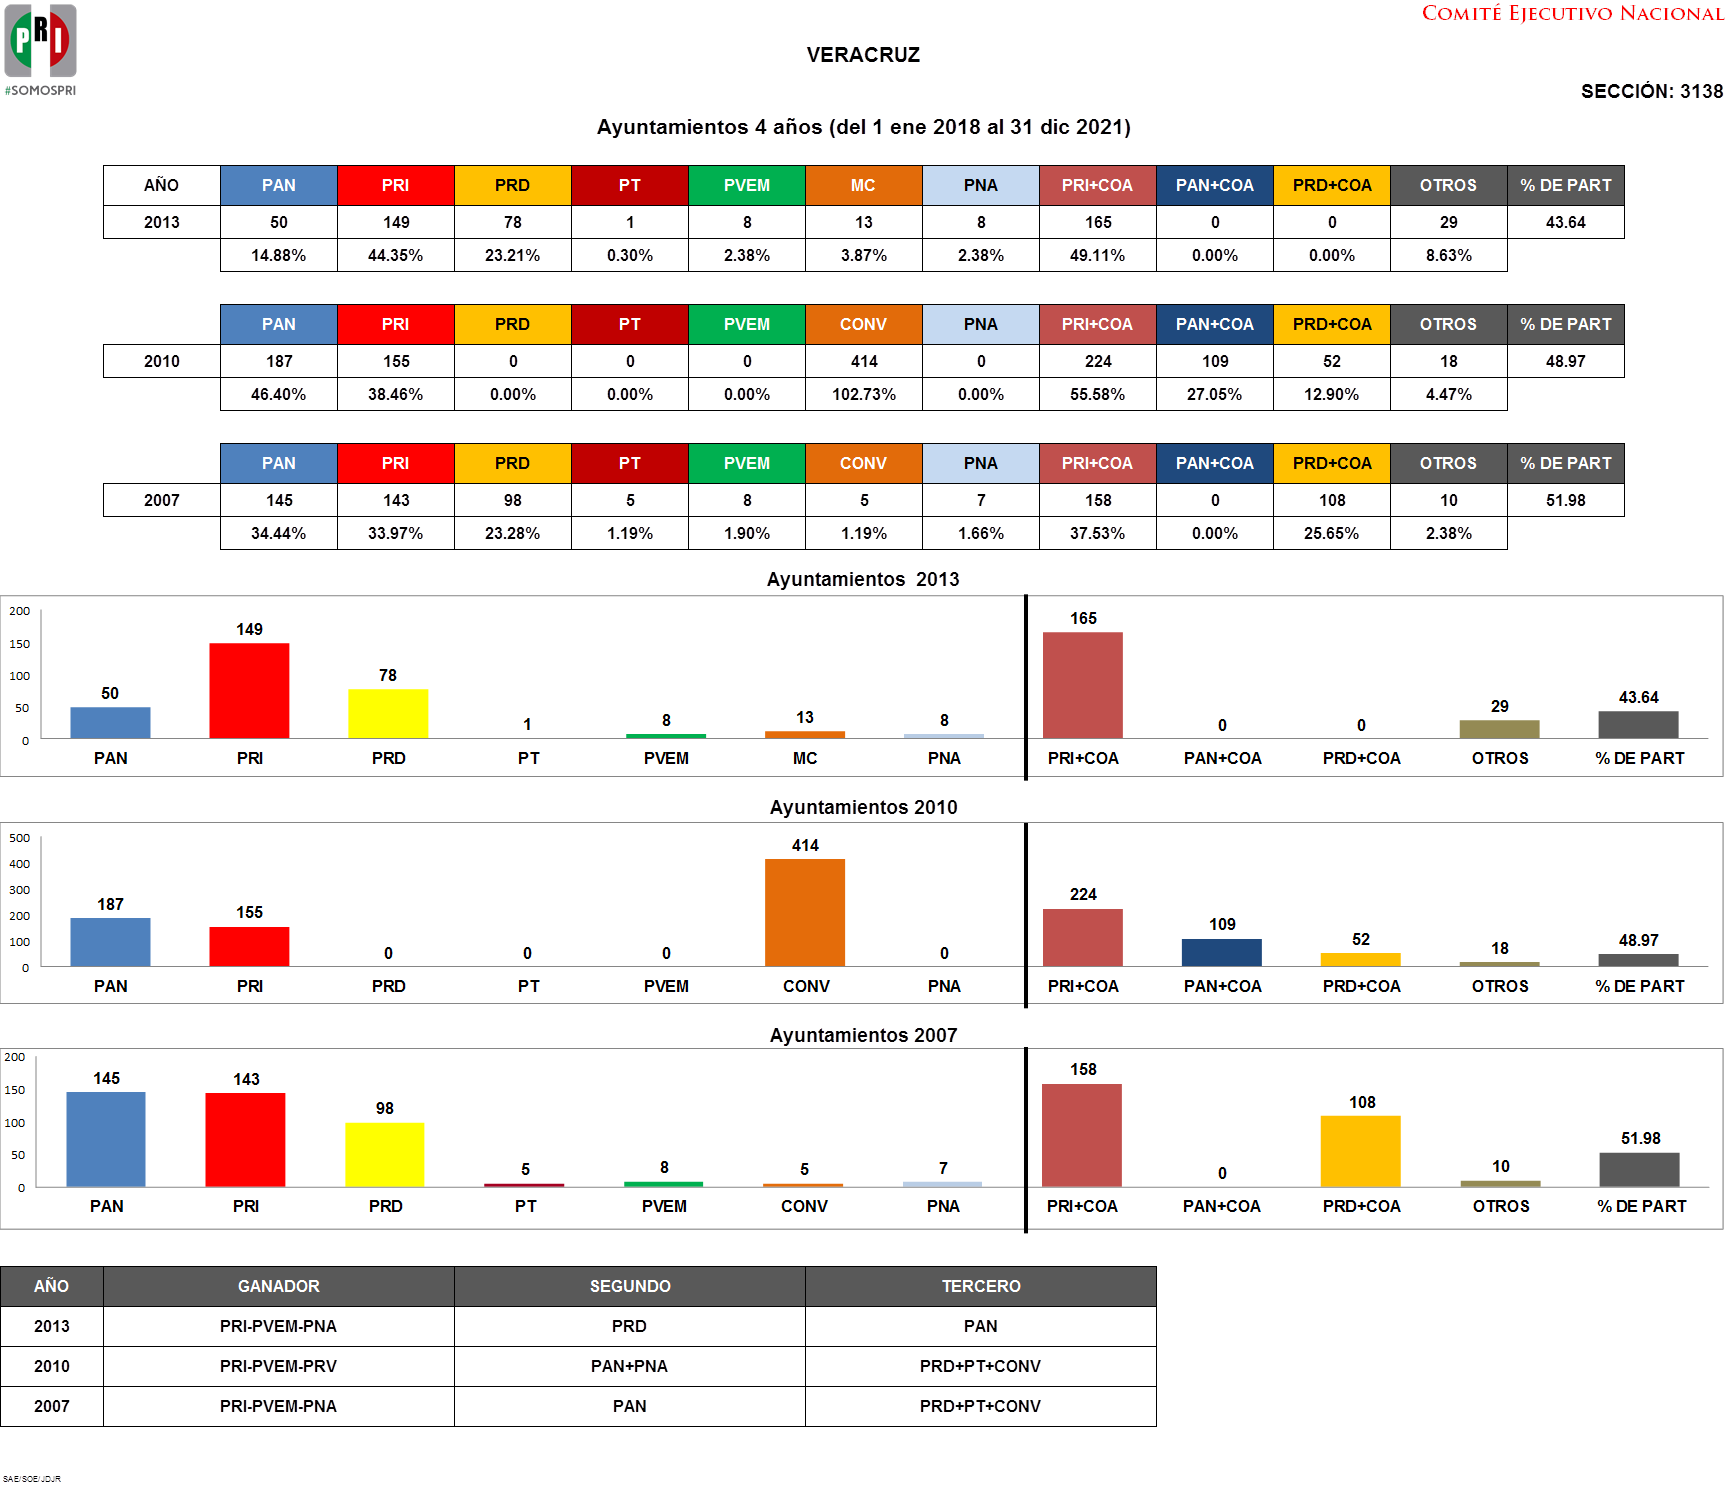 PRI
#SOMOSPRI
COMITÉ EJECUTIVO NACIONAL
VERACRUZ
SECCIÓN: 3138
Ayuntamientos 4 años (del 1 ene 2018 al 31 dic 2021)
AÑO PAN PRI PRD PT PVEM MC PNA PRI+COA PAN+COA PRD+COA OTROS % DE PART
2013 50 149 78 1 8 13 8 165 0 0 29 43.64
14.88% 44.35% 23.21% 0.30% 2.38% 3.87% 2.38% 49.11% 0.00% 0.00% 8.63%
PAN PRI PRD PT PVEM CONV PNA PRI+COA PAN+COA PRD+COA OTROS % DE PART
2010 187 155 0 0 0 414 0 224 109 52 18 48.97
46.40% 38.46% 0.00% 0.00% 0.00% 102.73% 0.00% 55.58% 27.05% 12.90% 4.47%
PAN PRI PRD PT PVEM CONV PNA PRI+COA PAN+COA PRD+COA OTROS % DE PART
2007 145 143 98 5 8 5 7 158 0 108 10 51.98
34.44% 33.97% 23.28% 1.19% 1.90% 1.19% 1.66% 37.53% 0.00% 25.65% 2.38%
Ayuntamientos 2013
200
150
100
50
0
50 149 78 1 8 13 8 165 0 0 29 43.64
PAN PRI PRD PT PVEM MC PNA PRI+COA PAN+COA PRD+COA OTROS % DE PART
Ayuntamientos 2010
500
400
300
200
100
0
187 155 0 0 0 414 0 224 109 52 18 48.97
PAN PRI PRD PT PVEM CONV PNA PRI+COA PAN+COA PRD+COA OTROS % DE PART
Ayuntamientos 2007
200
150
100
50
0
145 143 98 5 8 5 7 158 0 108 10 51.98
PAN PRI PRD PT PVEM CONV PNA PRI+COA PAN+COA PRD+COA OTROS % DE PART
AÑO GANADOR SEGUNDO TERCERO
2013 PRI-PVEM-PNA PRD PAN
2010 PRI-PVEM-PRV PAN+PNA PRD+PT+CONV
2007 PRI-PVEM-PNA PAN PRD+PT+CONV
SAE/SOE/JDJR